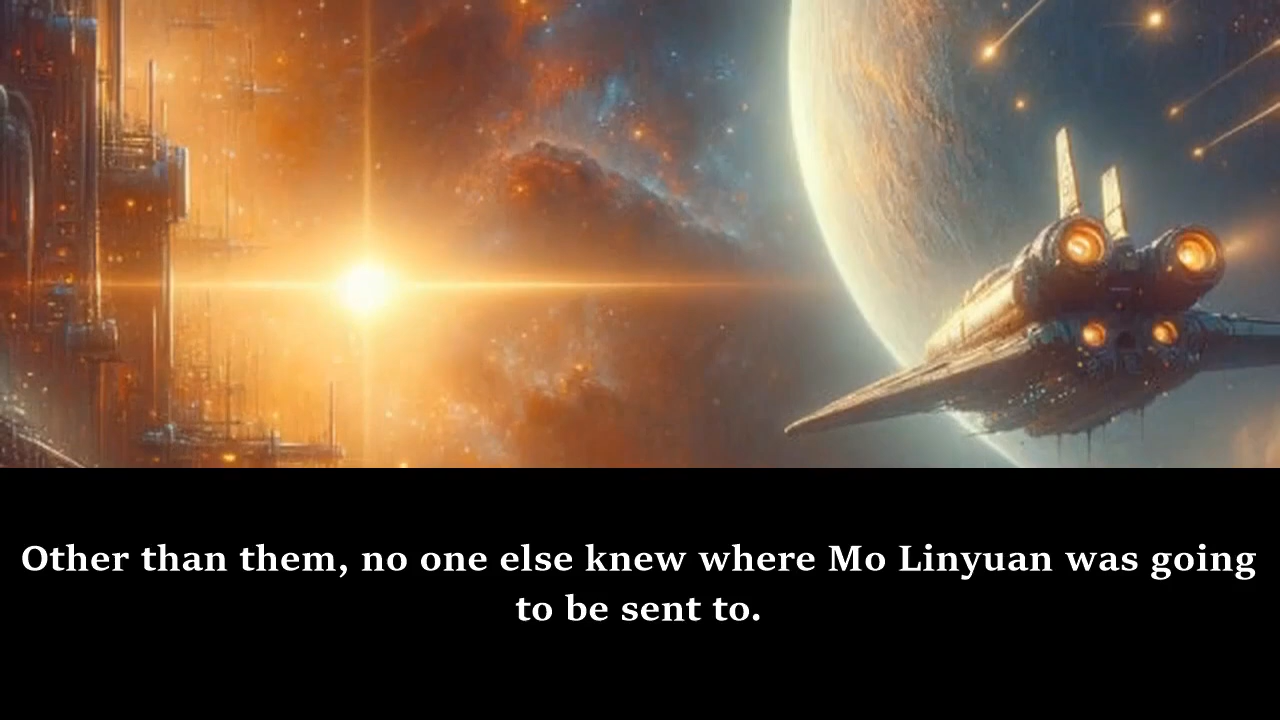 Other than them, no one else knew where Mo Linyuan was going
to be sent to.